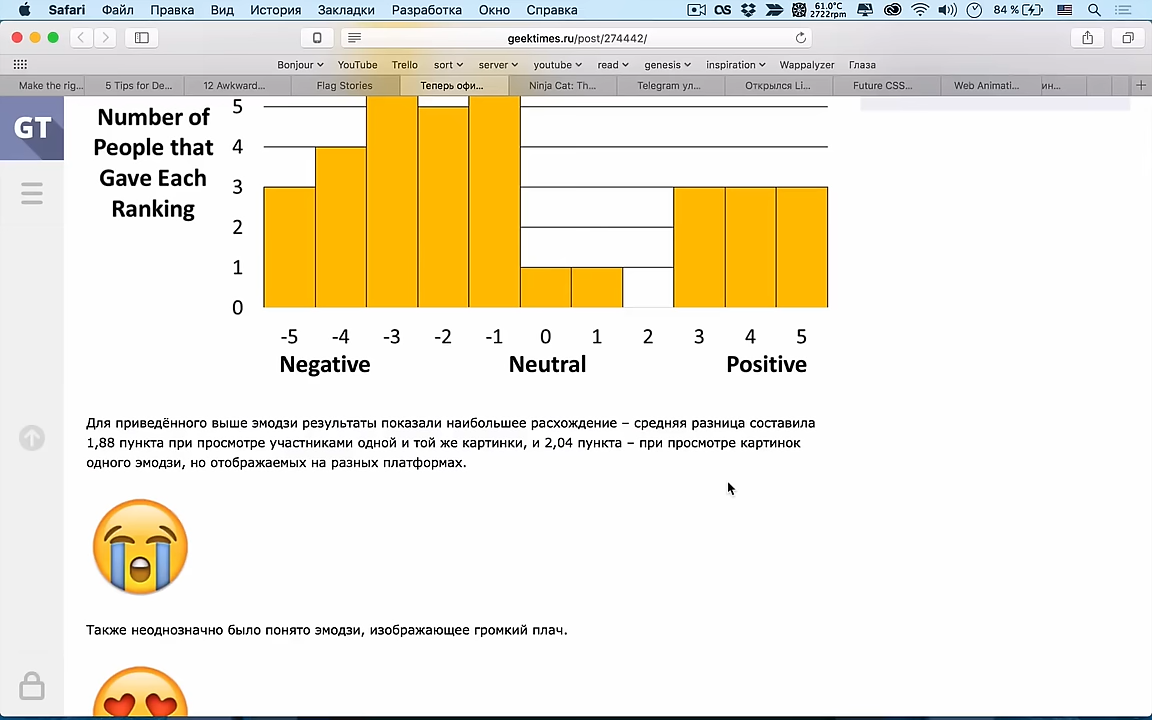 Safari Файл Правка Вид История Закладки Разработка Окно Справка
61.0°C
2722rpm
84 %
geektimes.ru/post/274442/
Bonjour YouTube Trello sort server youtube read genesis inspiration Wappalyzer Глаза
Make the rig... 5 Tips for De... 12 Awkward... Flag Stories Теперь офи... Ninja Cat: Th... Telegram ул... Открылся Li... Future CSS... Web Animati... ин...
GT
Number of
People that
Gave Each
Ranking
5
4
3
2
1
0
-5 -4 -3 -2 -1 0 1 2 3 4 5
Negative Neutral Positive
Для приведённого выше эмодзи результаты показали наибольшее расхождение – средняя разница составила
1,88 пункта при просмотре участниками одной и той же картинки, и 2,04 пункта – при просмотре картинок
одного эмодзи, но отображаемых на разных платформах.
Также неоднозначно было понято эмодзи, изображающее громкий плач.